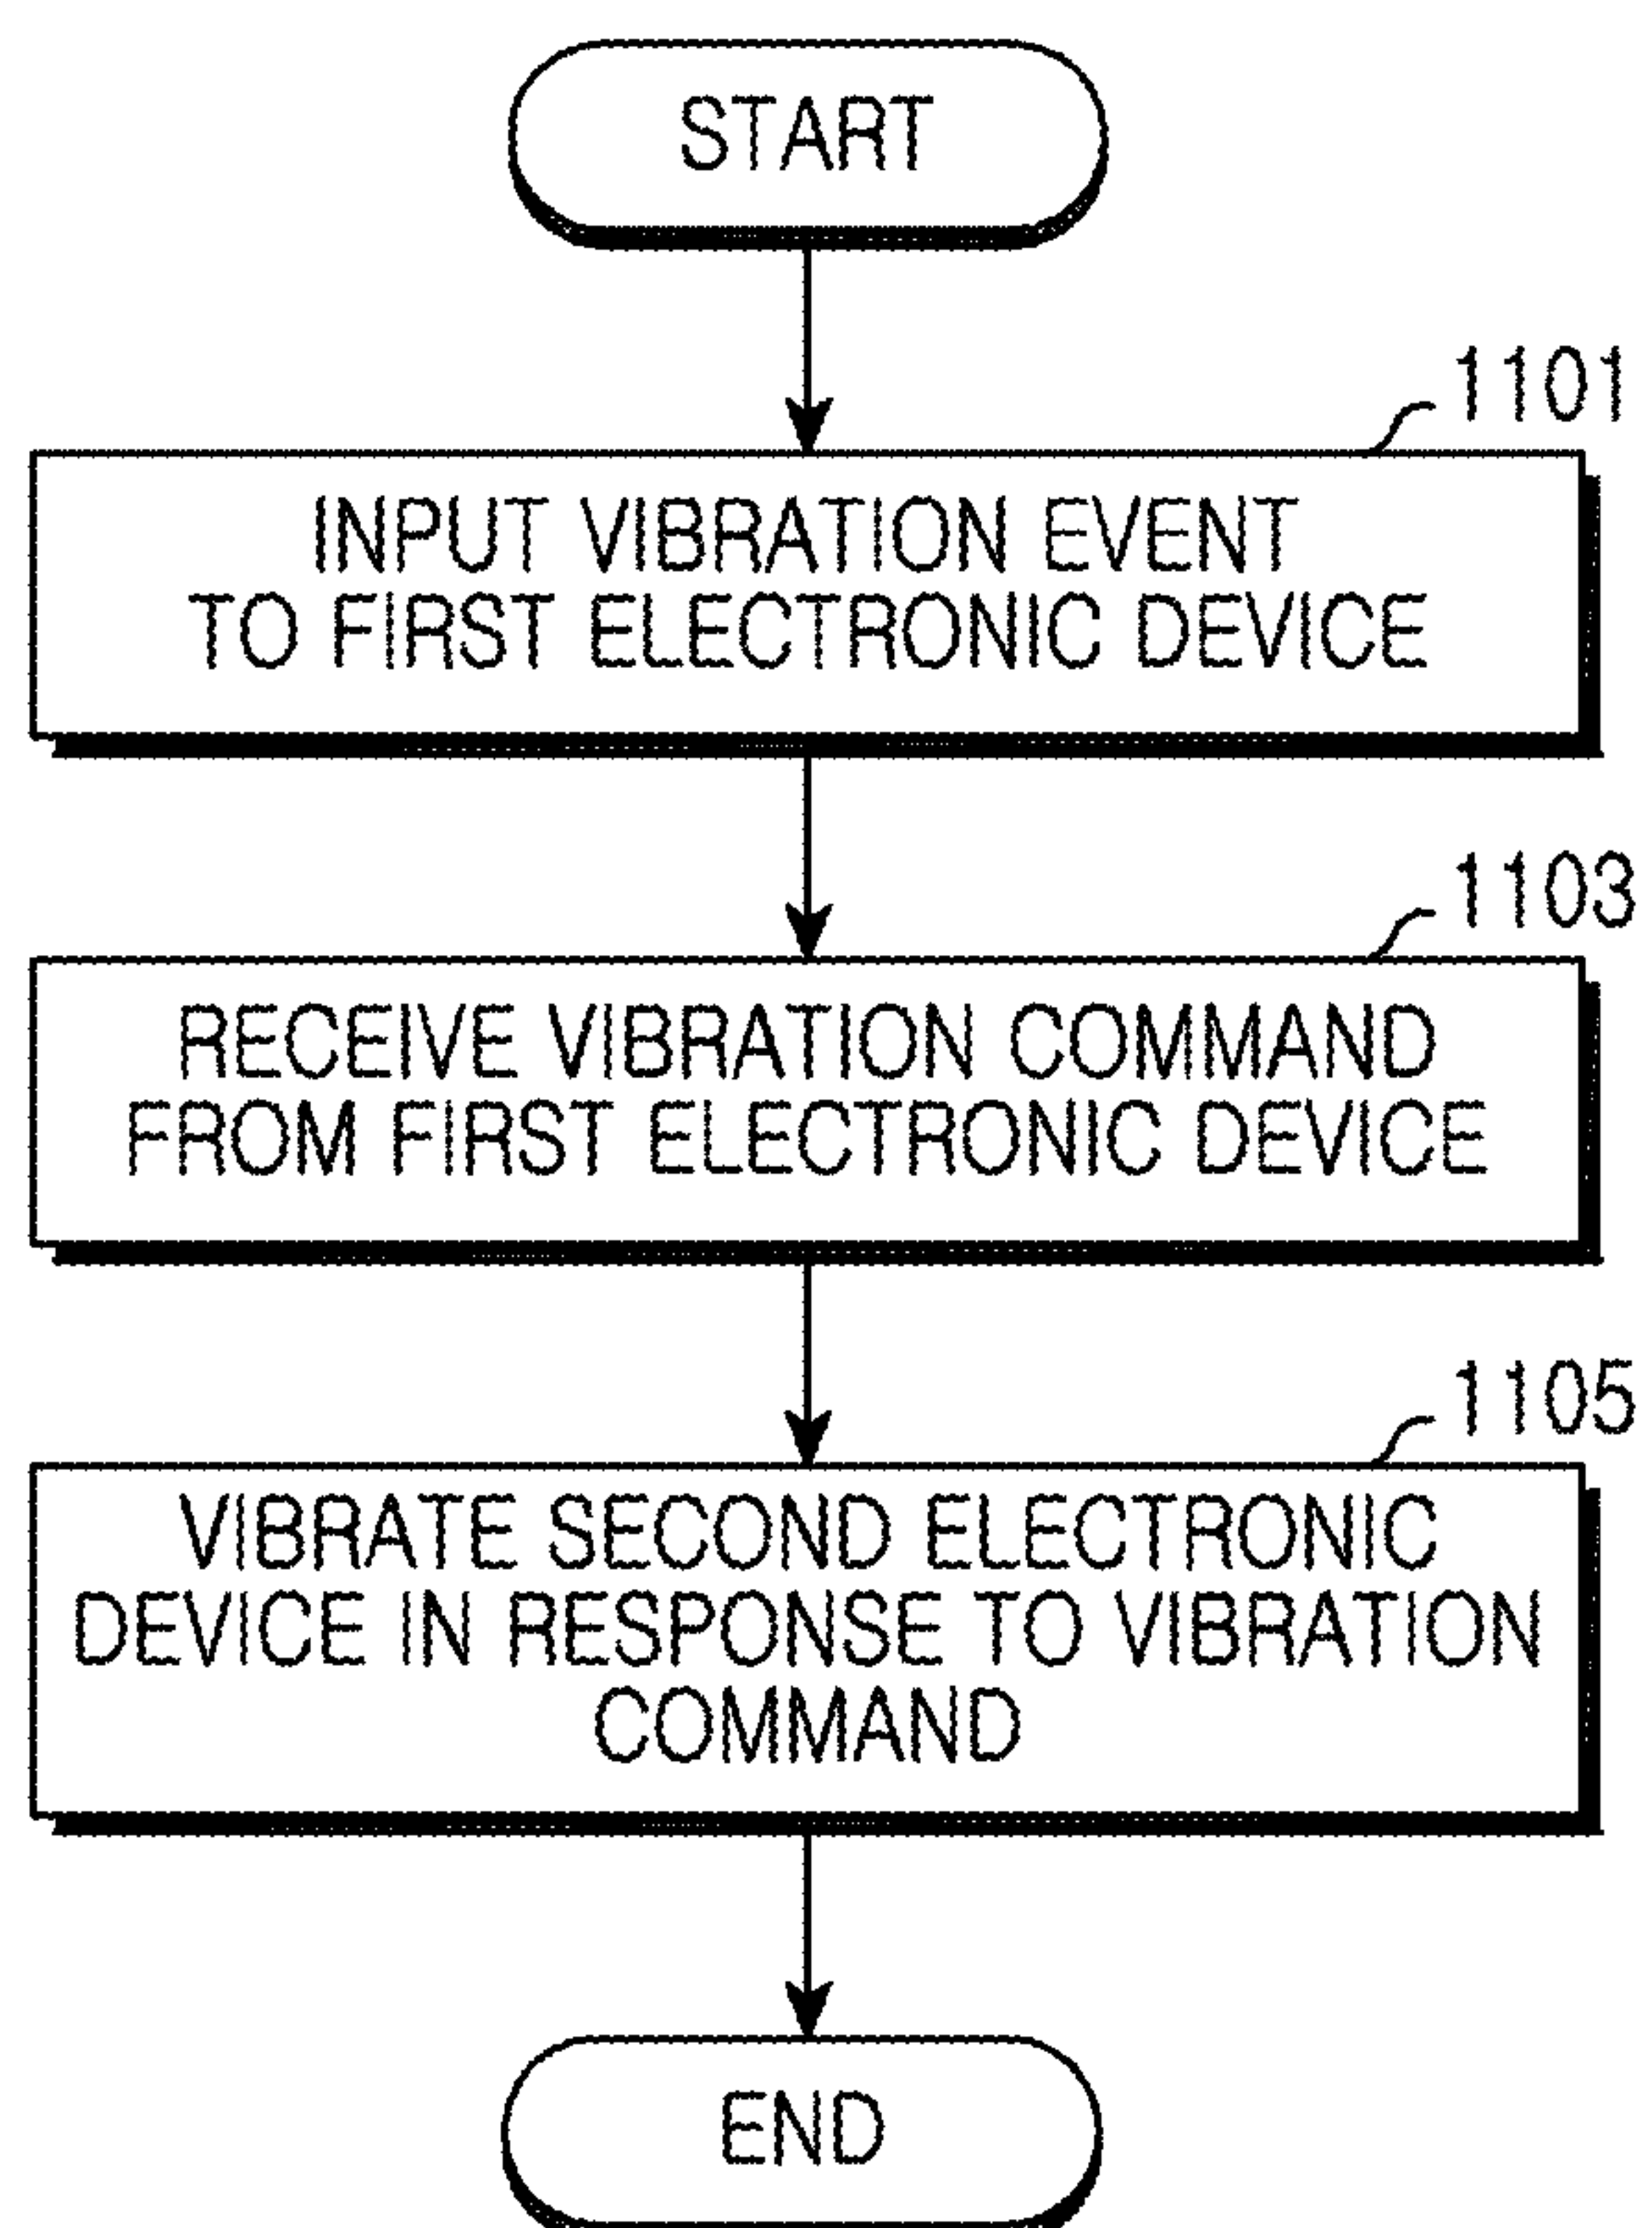 START
1101
INPUT VIBRATION EVENT
TO FIRST ELECTRONIC DEVICE
1103
RECEIVE VIBRATION COMMAND
FROM FIRST ELECTRONIC DEVICE
1105
VIBRATE SECOND ELECTRONIC
DEVICE IN RESPONSE TO VIBRATION
COMMAND
END